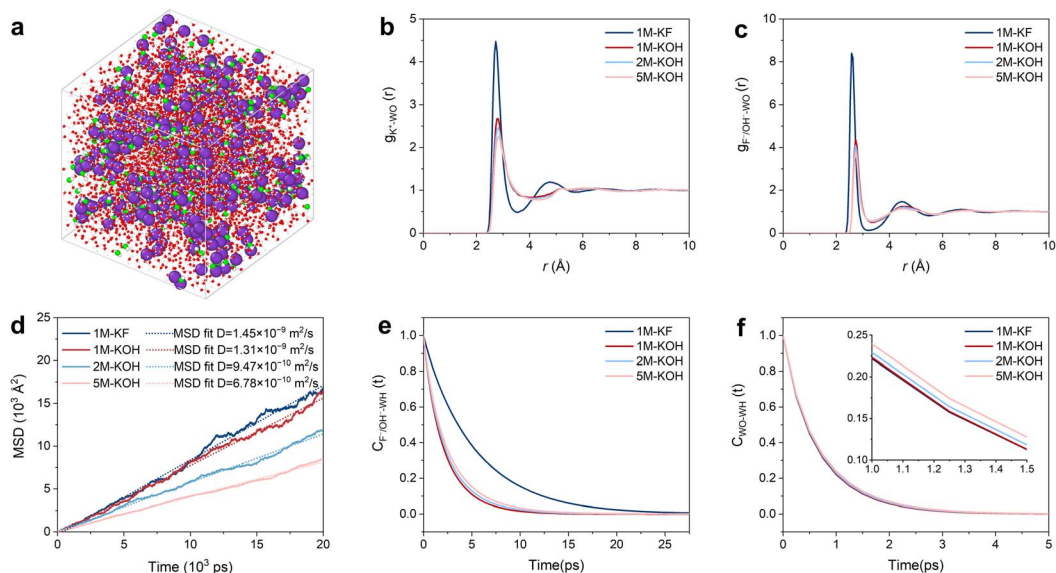 a
b
g K⁺-WO (r)
5
4
3
2
1
0
0 2 4 6 8 10
r (Å)
1M-KF
1M-KOH
2M-KOH
5M-KOH
c
g F⁻/OH⁻-WO (r)
10
8
6
4
2
0
0 2 4 6 8 10
r (Å)
1M-KF
1M-KOH
2M-KOH
5M-KOH
d
MSD (10³ Å²)
25
20
15
10
5
0
0 5 10 15 20
Time (10³ ps)
1M-KF MSD fit D=1.45×10⁻⁹ m²/s
1M-KOH MSD fit D=1.31×10⁻⁹ m²/s
2M-KOH MSD fit D=9.47×10⁻¹⁰ m²/s
5M-KOH MSD fit D=6.78×10⁻¹⁰ m²/s
e
C F⁻/OH⁻-WH (t)
1.0
0.8
0.6
0.4
0.2
0.0
0 5 10 15 20 25
Time(ps)
1M-KF
1M-KOH
2M-KOH
5M-KOH
f
C WO-WH (t)
1.0
0.8
0.6
0.4
0.2
0.0
0 1 2 3 4 5
Time(ps)
1M-KF
1M-KOH
2M-KOH
5M-KOH
0.25
0.20
0.15
0.10
1.0 1.1 1.2 1.3 1.4 1.5